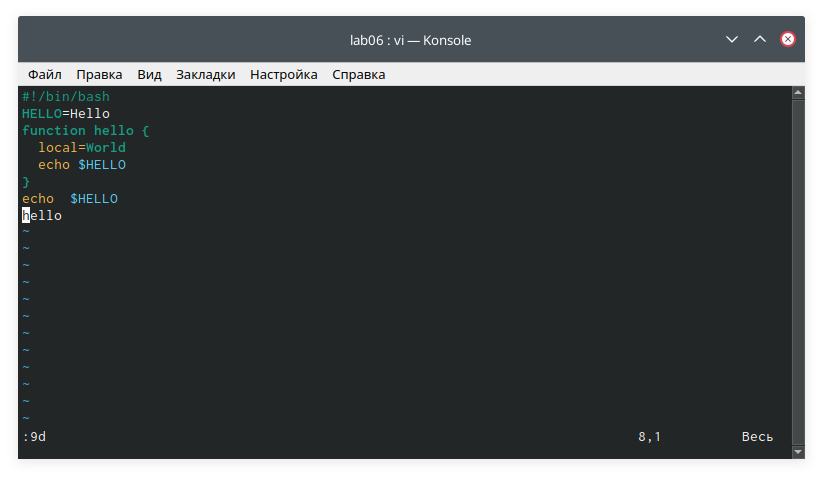 lab06 : vi — Konsole
Файл Правка Вид Закладки Настройка Справка
#!/bin/bash
HELLO=Hello
function hello {
  local=World
  echo $HELLO
}
echo  $HELLO
hello
~
~
~
~
~
~
~
~
~
~
~
~
:9d 8,1 Весь